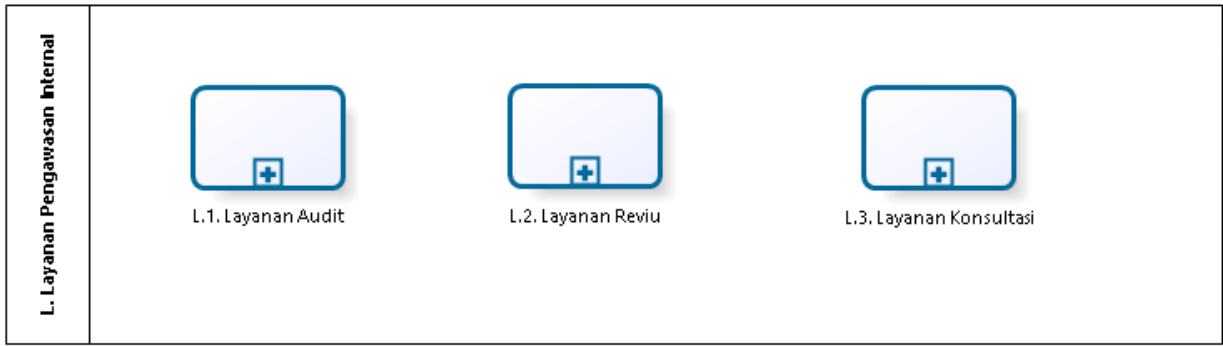 L. Layanan Pengawasan Internal
L.1. Layanan Audit
L.2. Layanan Reviu
L.3. Layanan Konsultasi